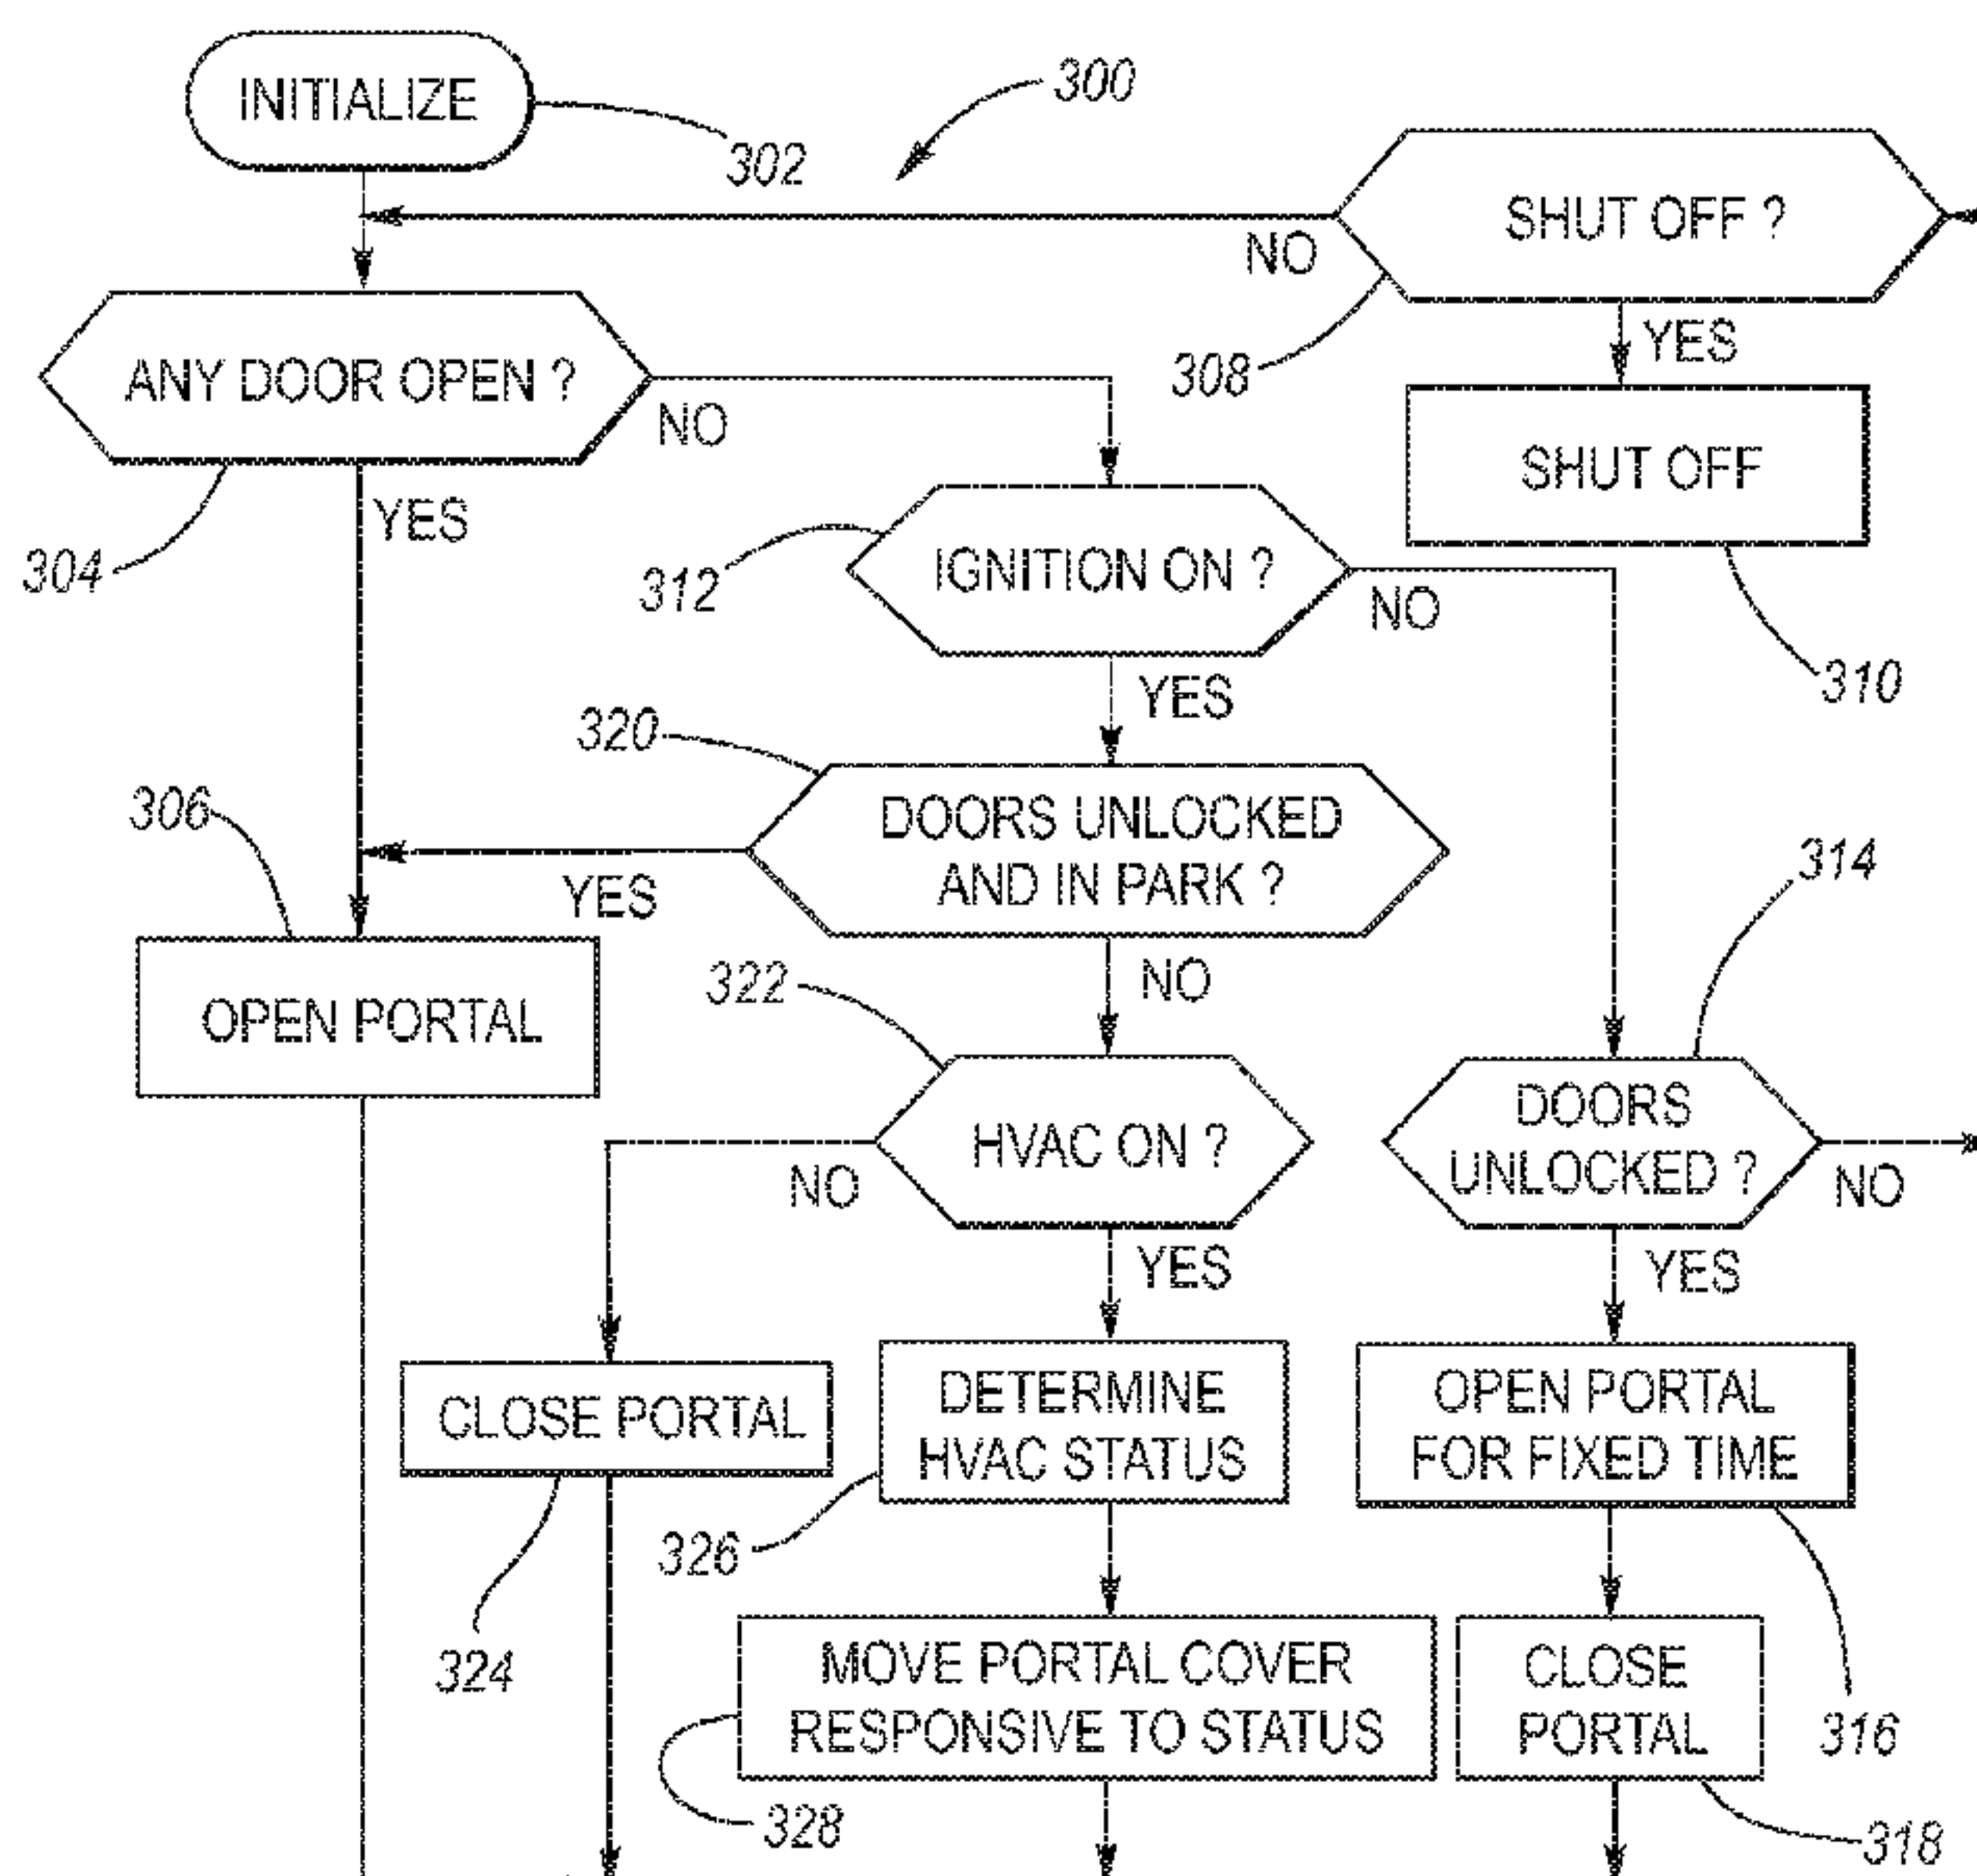 INITIALIZE
300
302
SHUT OFF ?
NO
308
YES
ANY DOOR OPEN ?
NO
SHUT OFF
YES
304
312
IGNITION ON ?
NO
310
YES
320
306
DOORS UNLOCKED
AND IN PARK ?
314
YES
NO
322
OPEN PORTAL
HVAC ON ?
DOORS
UNLOCKED ?
NO
NO
YES
YES
CLOSE PORTAL
DETERMINE
HVAC STATUS
OPEN PORTAL
FOR FIXED TIME
326
324
MOVE PORTAL COVER
RESPONSIVE TO STATUS
CLOSE
PORTAL
316
328
318